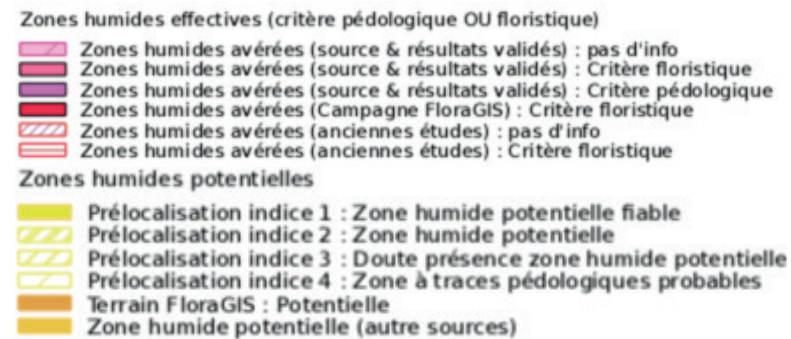 Zones humides effectives (critère pédologique OU floristique)
Zones humides avérées (source & résultats validés) : pas d'info
Zones humides avérées (source & résultats validés) : Critère floristique
Zones humides avérées (source & résultats validés) : Critère pédologique
Zones humides avérées (Campagne FloraGIS) : Critère floristique
Zones humides avérées (anciennes études) : pas d'info
Zones humides avérées (anciennes études) : Critère floristique
Zones humides potentielles
Prélocalisation indice 1 : Zone humide potentielle fiable
Prélocalisation indice 2 : Zone humide potentielle
Prélocalisation indice 3 : Doute présence zone humide potentielle
Prélocalisation indice 4 : Zone à traces pédologiques probables
Terrain FloraGIS : Potentielle
Zone humide potentielle (autre sources)